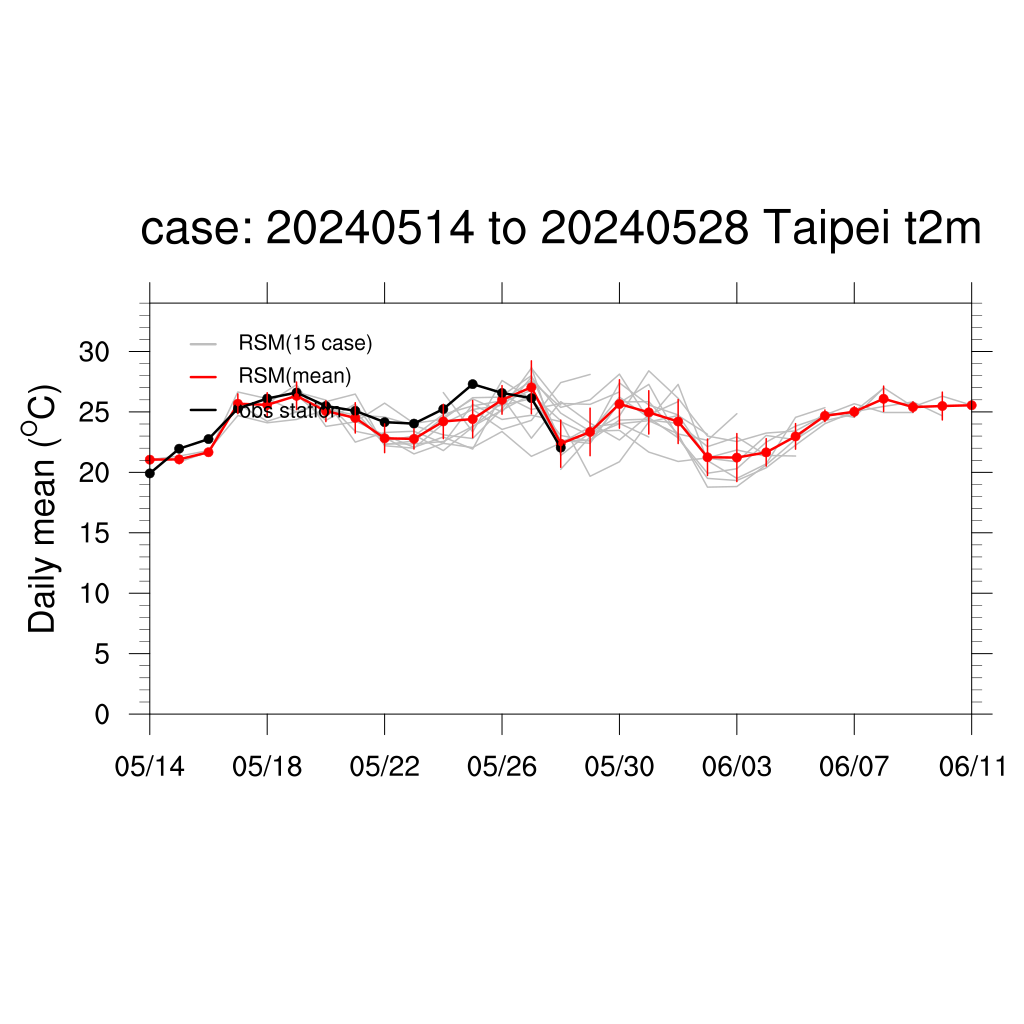 case: 20240514 to 20240528 Taipei t2m
RSM(15 case)
RSM(mean)
obs station
Daily mean (°C)
30
25
20
15
10
5
0
05/14 05/18 05/22 05/26 05/30 06/03 06/07 06/11